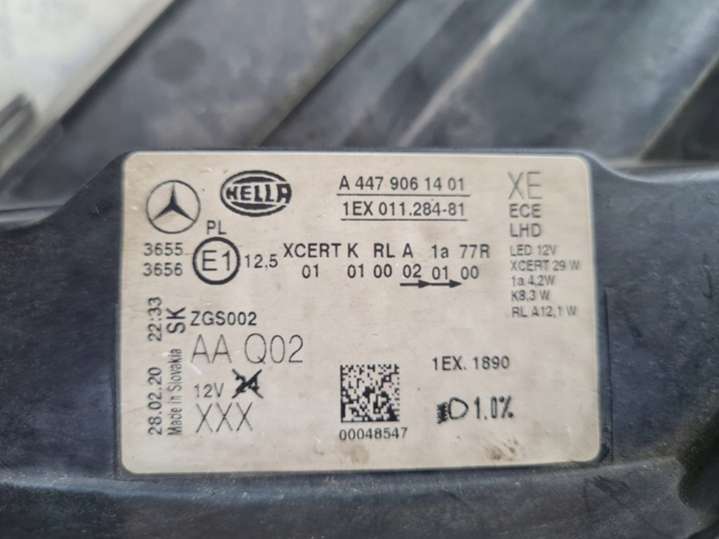 HELLA
A 447 906 14 01
1EX 011.284-81
XE
ECE
LHD
LED 12V
XCERT 29 W
1a 4,2W
K8,3 W
RL A12,1 W
PL
3655
3656
E1
12,5
XCERT K RL A 1a 77R
01 01 00 02 01 00
28.02.20 22:33
Made in Slovakia
SK
ZGS002
AA Q02
12V 24
XXX
00048547
1EX. 1890
1.0%